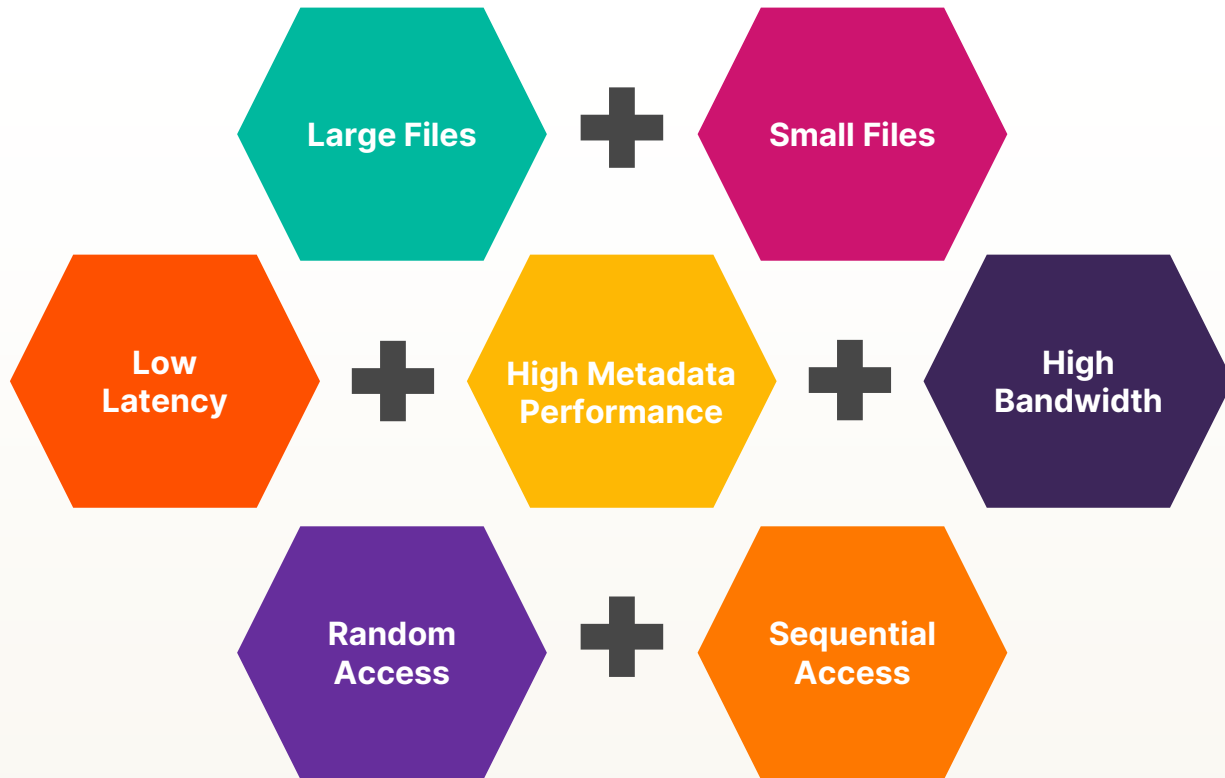 Large Files
Small Files
Low
Latency
High Metadata
Performance
High
Bandwidth
Random
Access
Sequential
Access